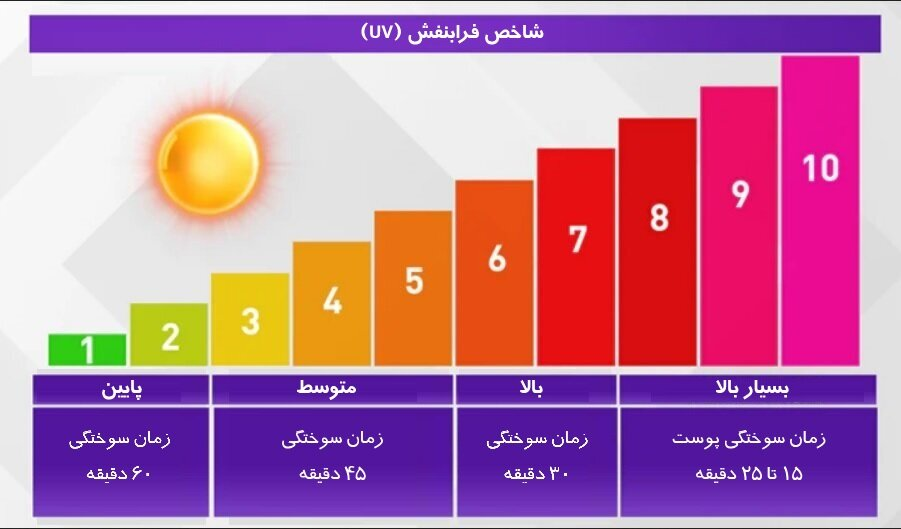 شاخص فرابنفش (UV)
1
2
3
4
5
6
7
8
9
10
پایین
متوسط
بالا
بسیار بالا
زمان سوختگی
۶۰ دقیقه
زمان سوختگی
۴۵ دقیقه
زمان سوختگی
۳۰ دقیقه
زمان سوختگی پوست
۱۵ تا ۲۵ دقیقه